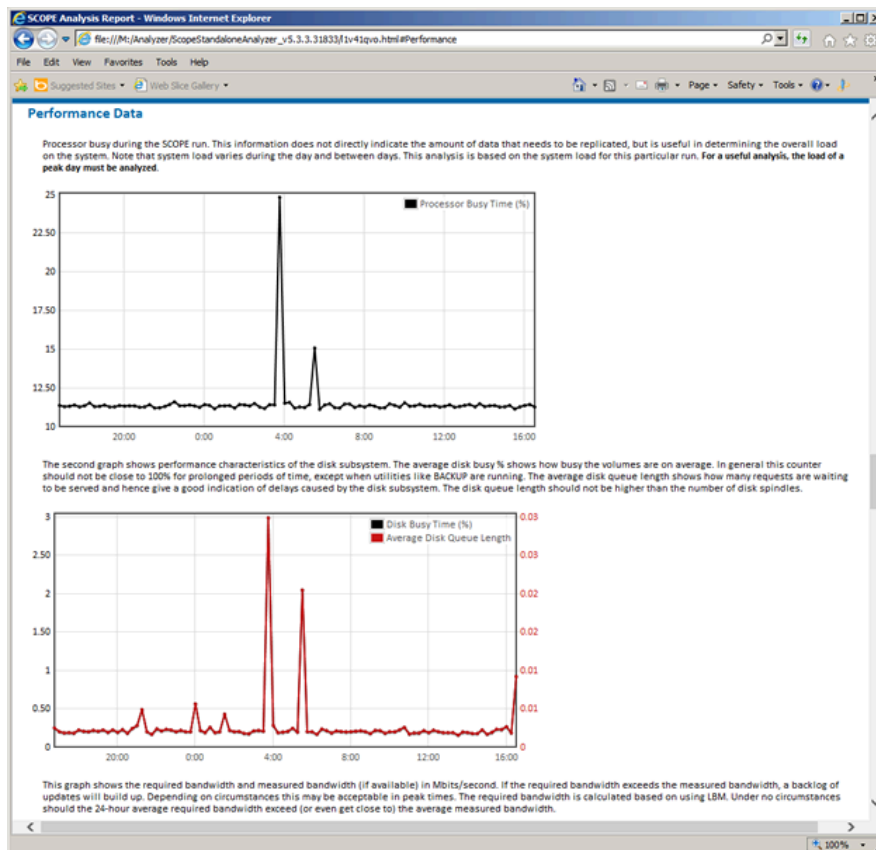 SCOPE Analysis Report - Windows Internet Explorer
file:///M:/Analyzer/ScopeStandaloneAnalyzer_v5.3.3.31833/l1v41qvo.html#Performance
File Edit View Favorites Tools Help
Suggested Sites Web Slice Gallery Page Safety Tools
Performance Data
Processor busy during the SCOPE run. This information does not directly indicate the amount of data that needs to be replicated, but is useful in determining the overall load
on the system. Note that system load varies during the day and between days. This analysis is based on the system load for this particular run. For a useful analysis, the load of a
peak day must be analyzed.
25
Processor Busy Time (%)
22.50
20
17.50
15
12.50
10
20:00 0:00 4:00 8:00 12:00 16:00
The second graph shows performance characteristics of the disk subsystem. The average disk busy % shows how busy the volumes are on average. In general this counter
should not be close to 100% for prolonged periods of time, except when utilities like BACKUP are running. The average disk queue length shows how many requests are waiting
to be served and hence give a good indication of delays caused by the disk subsystem. The disk queue length should not be higher than the number of disk spindles.
3 0.03
Disk Busy Time (%)
Average Disk Queue Length
2.50 0.03
2 0.02
1.50 0.02
1 0.01
0.50 0.01
0 0
20:00 0:00 4:00 8:00 12:00 16:00
This graph shows the required bandwidth and measured bandwidth (if available) in Mbits/second. If the required bandwidth exceeds the measured bandwidth, a backlog of
updates will build up. Depending on circumstances this may be acceptable in peak times. The required bandwidth is calculated based on using LBM. Under no circumstances
should the 24-hour average required bandwidth exceed (or even get close to) the average measured bandwidth.
100%